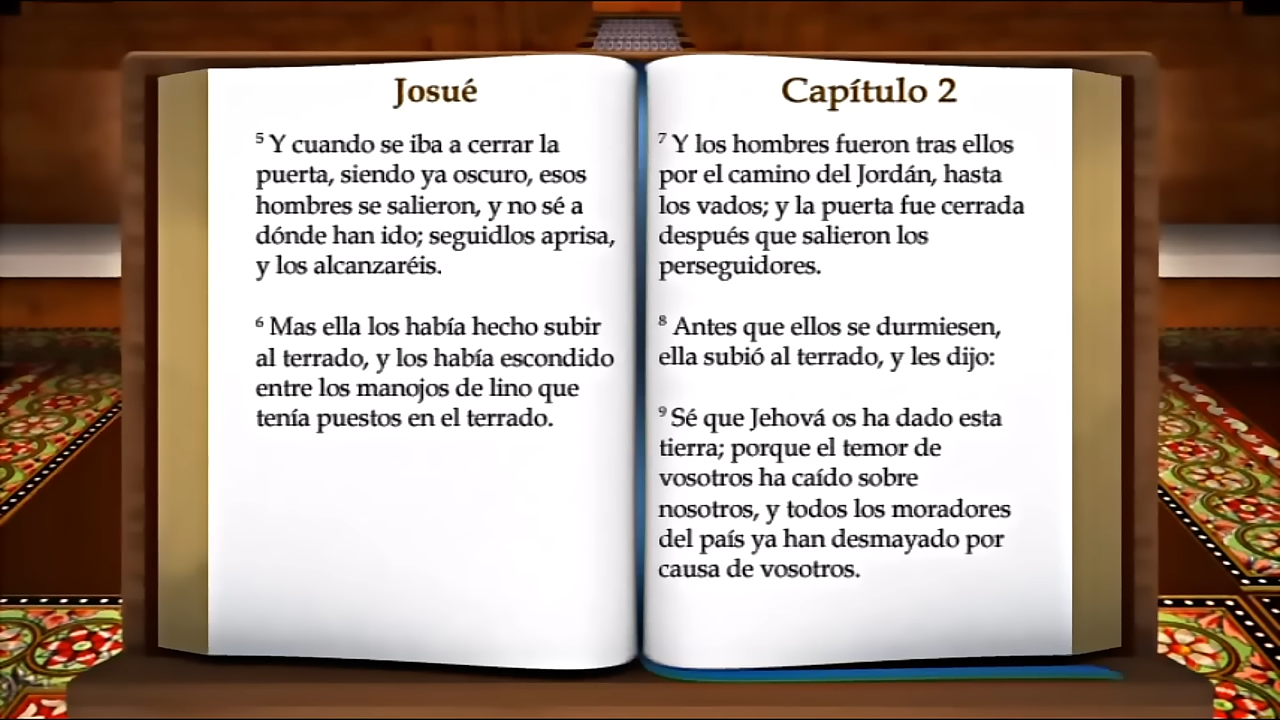 Josué
5 Y cuando se iba a cerrar la
puerta, siendo ya oscuro, esos
hombres se salieron, y no sé a
dónde han ido; seguidlos aprisa,
y los alcanzaréis.
6 Mas ella los había hecho subir
al terrado, y los había escondido
entre los manojos de lino que
tenía puestos en el terrado.
Capítulo 2
7 Y los hombres fueron tras ellos
por el camino del Jordán, hasta
los vados; y la puerta fue cerrada
después que salieron los
perseguidores.
8 Antes que ellos se durmiesen,
ella subió al terrado, y les dijo:
9 Sé que Jehová os ha dado esta
tierra; porque el temor de
vosotros ha caído sobre
nosotros, y todos los moradores
del país ya han desmayado por
causa de vosotros.